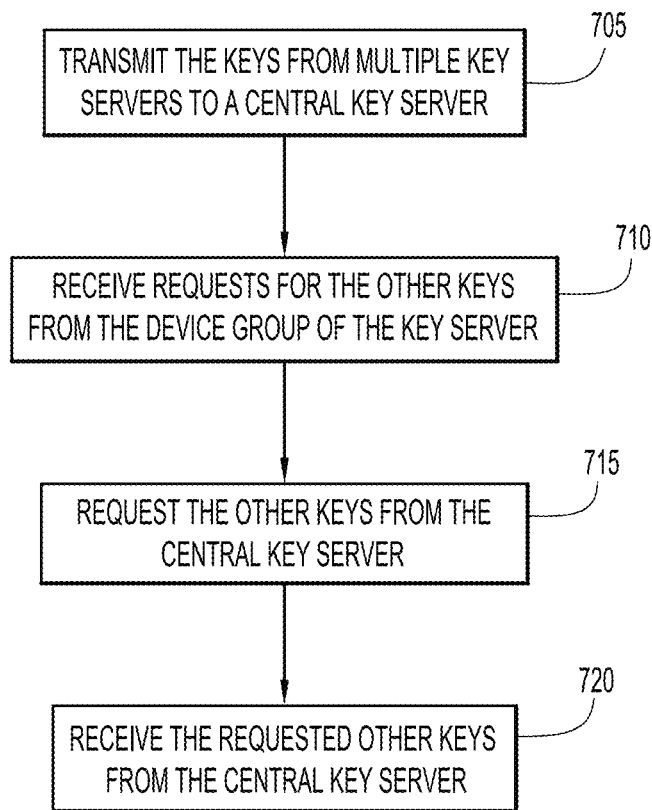 705
TRANSMIT THE KEYS FROM MULTIPLE KEY
SERVERS TO A CENTRAL KEY SERVER
710
RECEIVE REQUESTS FOR THE OTHER KEYS
FROM THE DEVICE GROUP OF THE KEY SERVER
715
REQUEST THE OTHER KEYS FROM THE
CENTRAL KEY SERVER
720
RECEIVE THE REQUESTED OTHER KEYS
FROM THE CENTRAL KEY SERVER